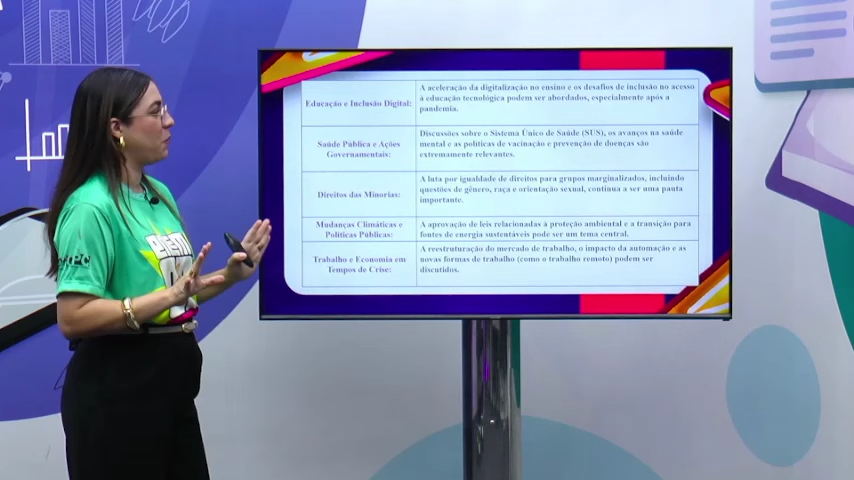 Educação e Inclusão Digital:
A aceleração da digitalização no ensino e os desafios de inclusão no acesso
à educação tecnológica podem ser abordados, especialmente após a
pandemia.
Saúde Pública e Ações
Governamentais:
Discussões sobre o Sistema Único de Saúde (SUS), os avanços na saúde
mental e as políticas de vacinação e prevenção de doenças são
extremamente relevantes.
Direitos das Minorias:
A luta por igualdade de direitos para grupos marginalizados, incluindo
questões de gênero, raça e orientação sexual, continua a ser uma pauta
importante.
Mudanças Climáticas e
Políticas Públicas:
A aprovação de leis relacionadas à proteção ambiental e a transição para
fontes de energia sustentáveis pode ser um tema central.
Trabalho e Economia em
Tempos de Crise:
A reestruturação do mercado de trabalho, o impacto da automação e as
novas formas de trabalho (como o trabalho remoto) podem ser
discutidos.